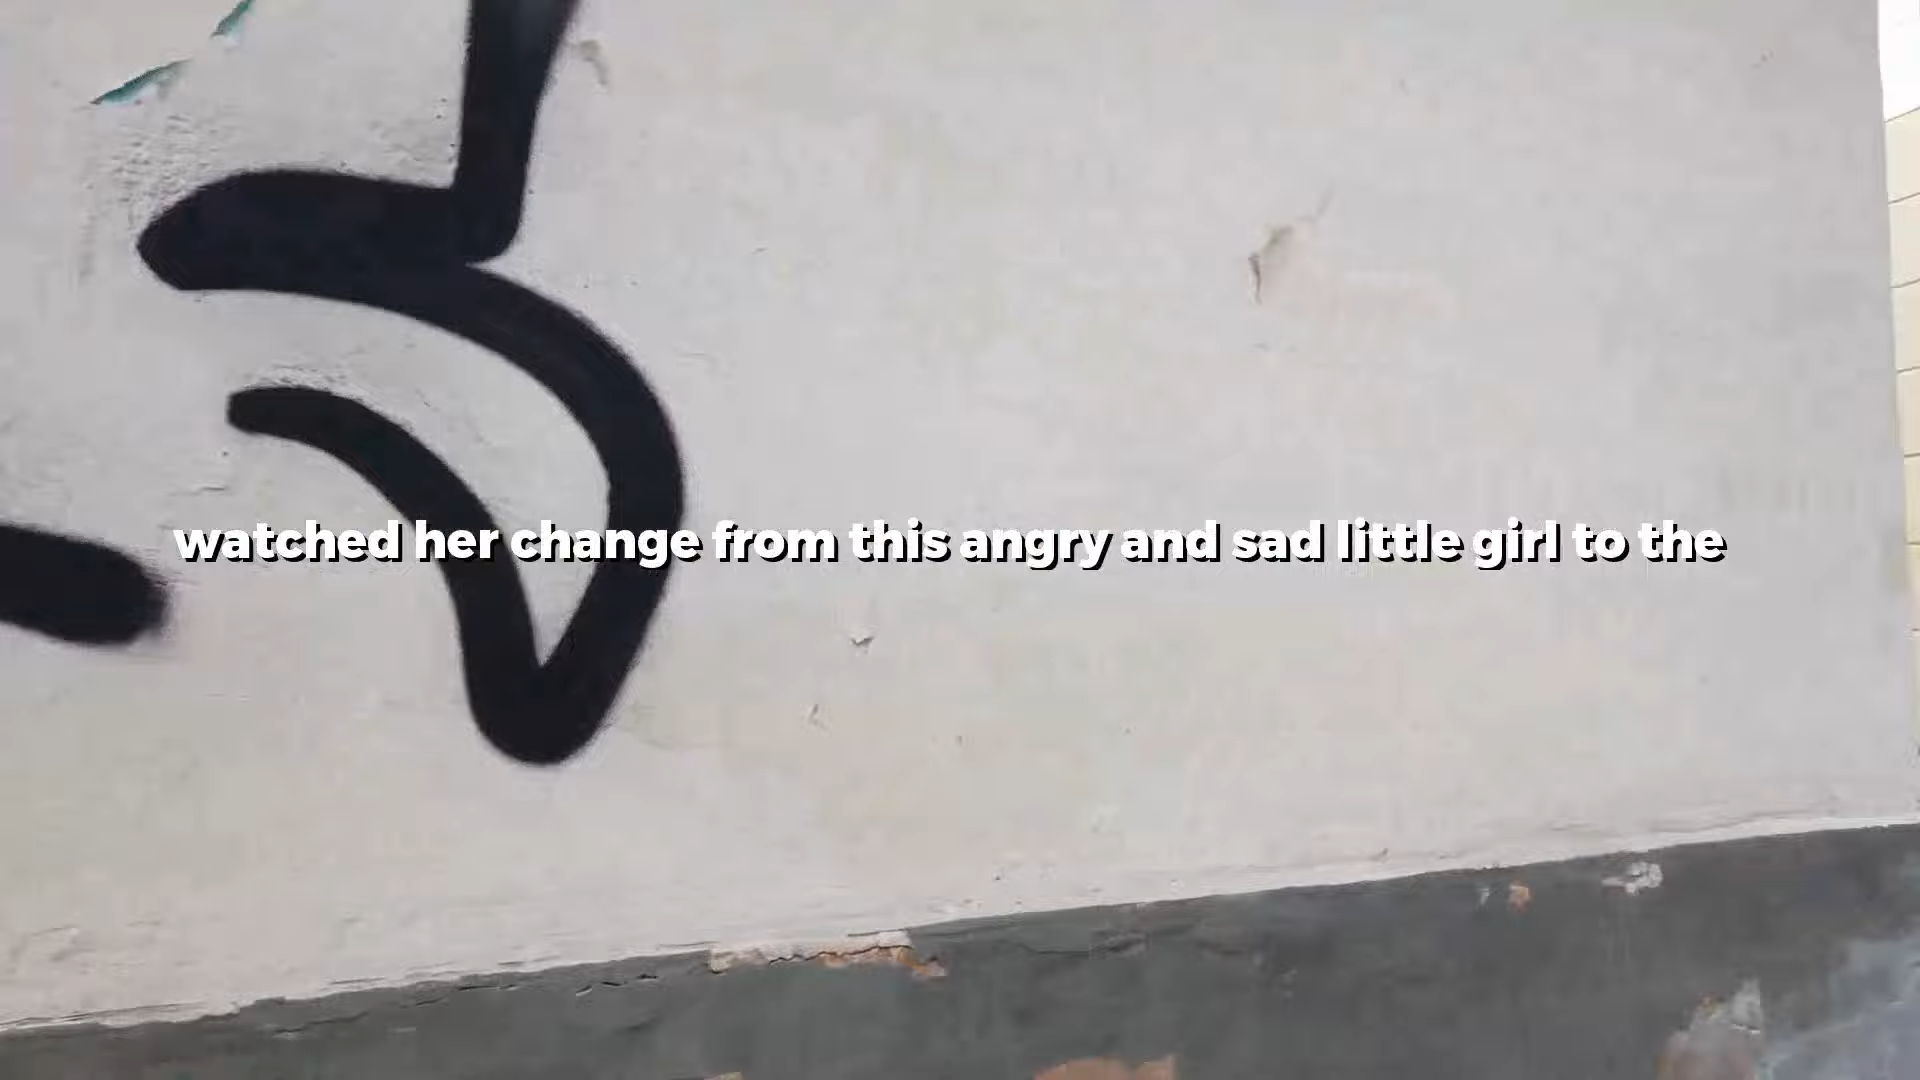 watched her change from this angry and sad little girl to the